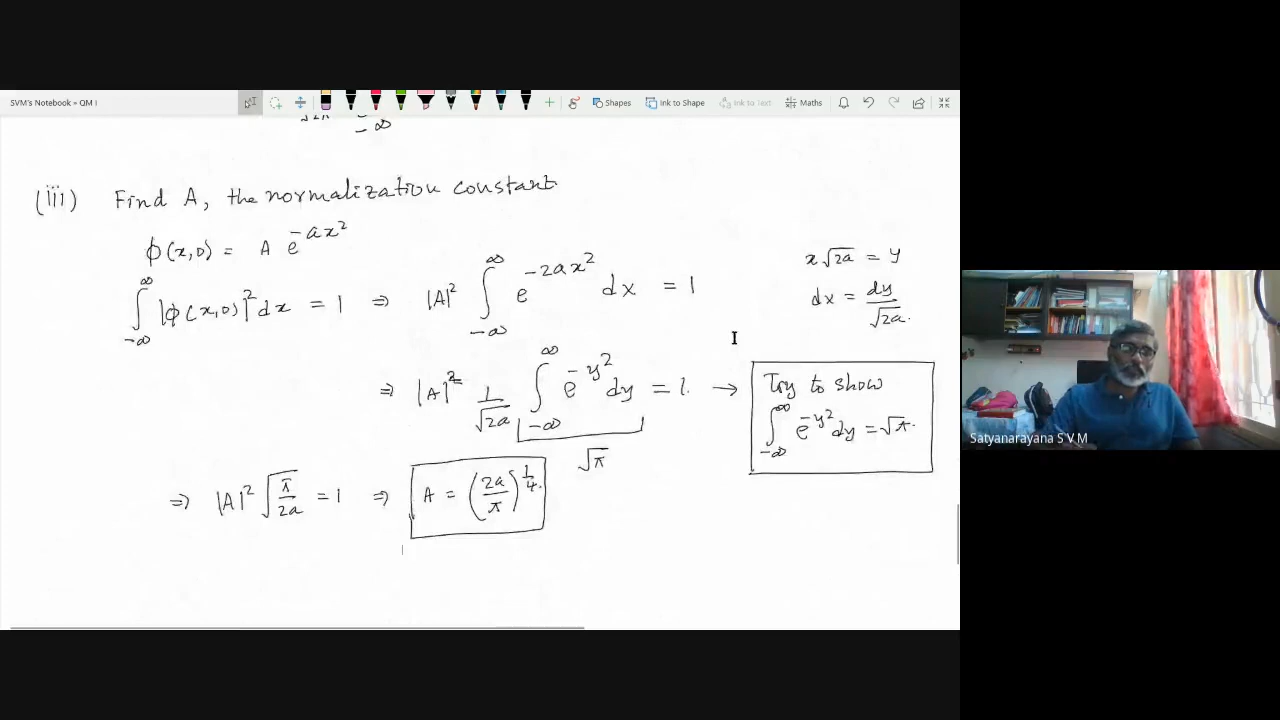 SVM's Notebook » QM I
Shapes Ink to Shape Ink to Text Maths
-∞
(iii) Find A, the normalization constant.
ϕ(x,0) = A e^{-ax²}
∫_{-∞}^{∞} |ϕ(x,0)|² dx = 1 ⇒ |A|² ∫_{-∞}^{∞} e^{-2ax²} dx = 1
x√2a = y
dx = dy/√2a.
⇒ |A|² 1/√2a ∫_{-∞}^{∞} e^{-y²} dy = 1. →
√π
Try to show
∫_{-∞}^{∞} e^{-y²} dy = √π.
⇒ |A|² √(π/2a) = 1 ⇒ A = (2a/π)^{1/4}.
Satyanarayana S V M